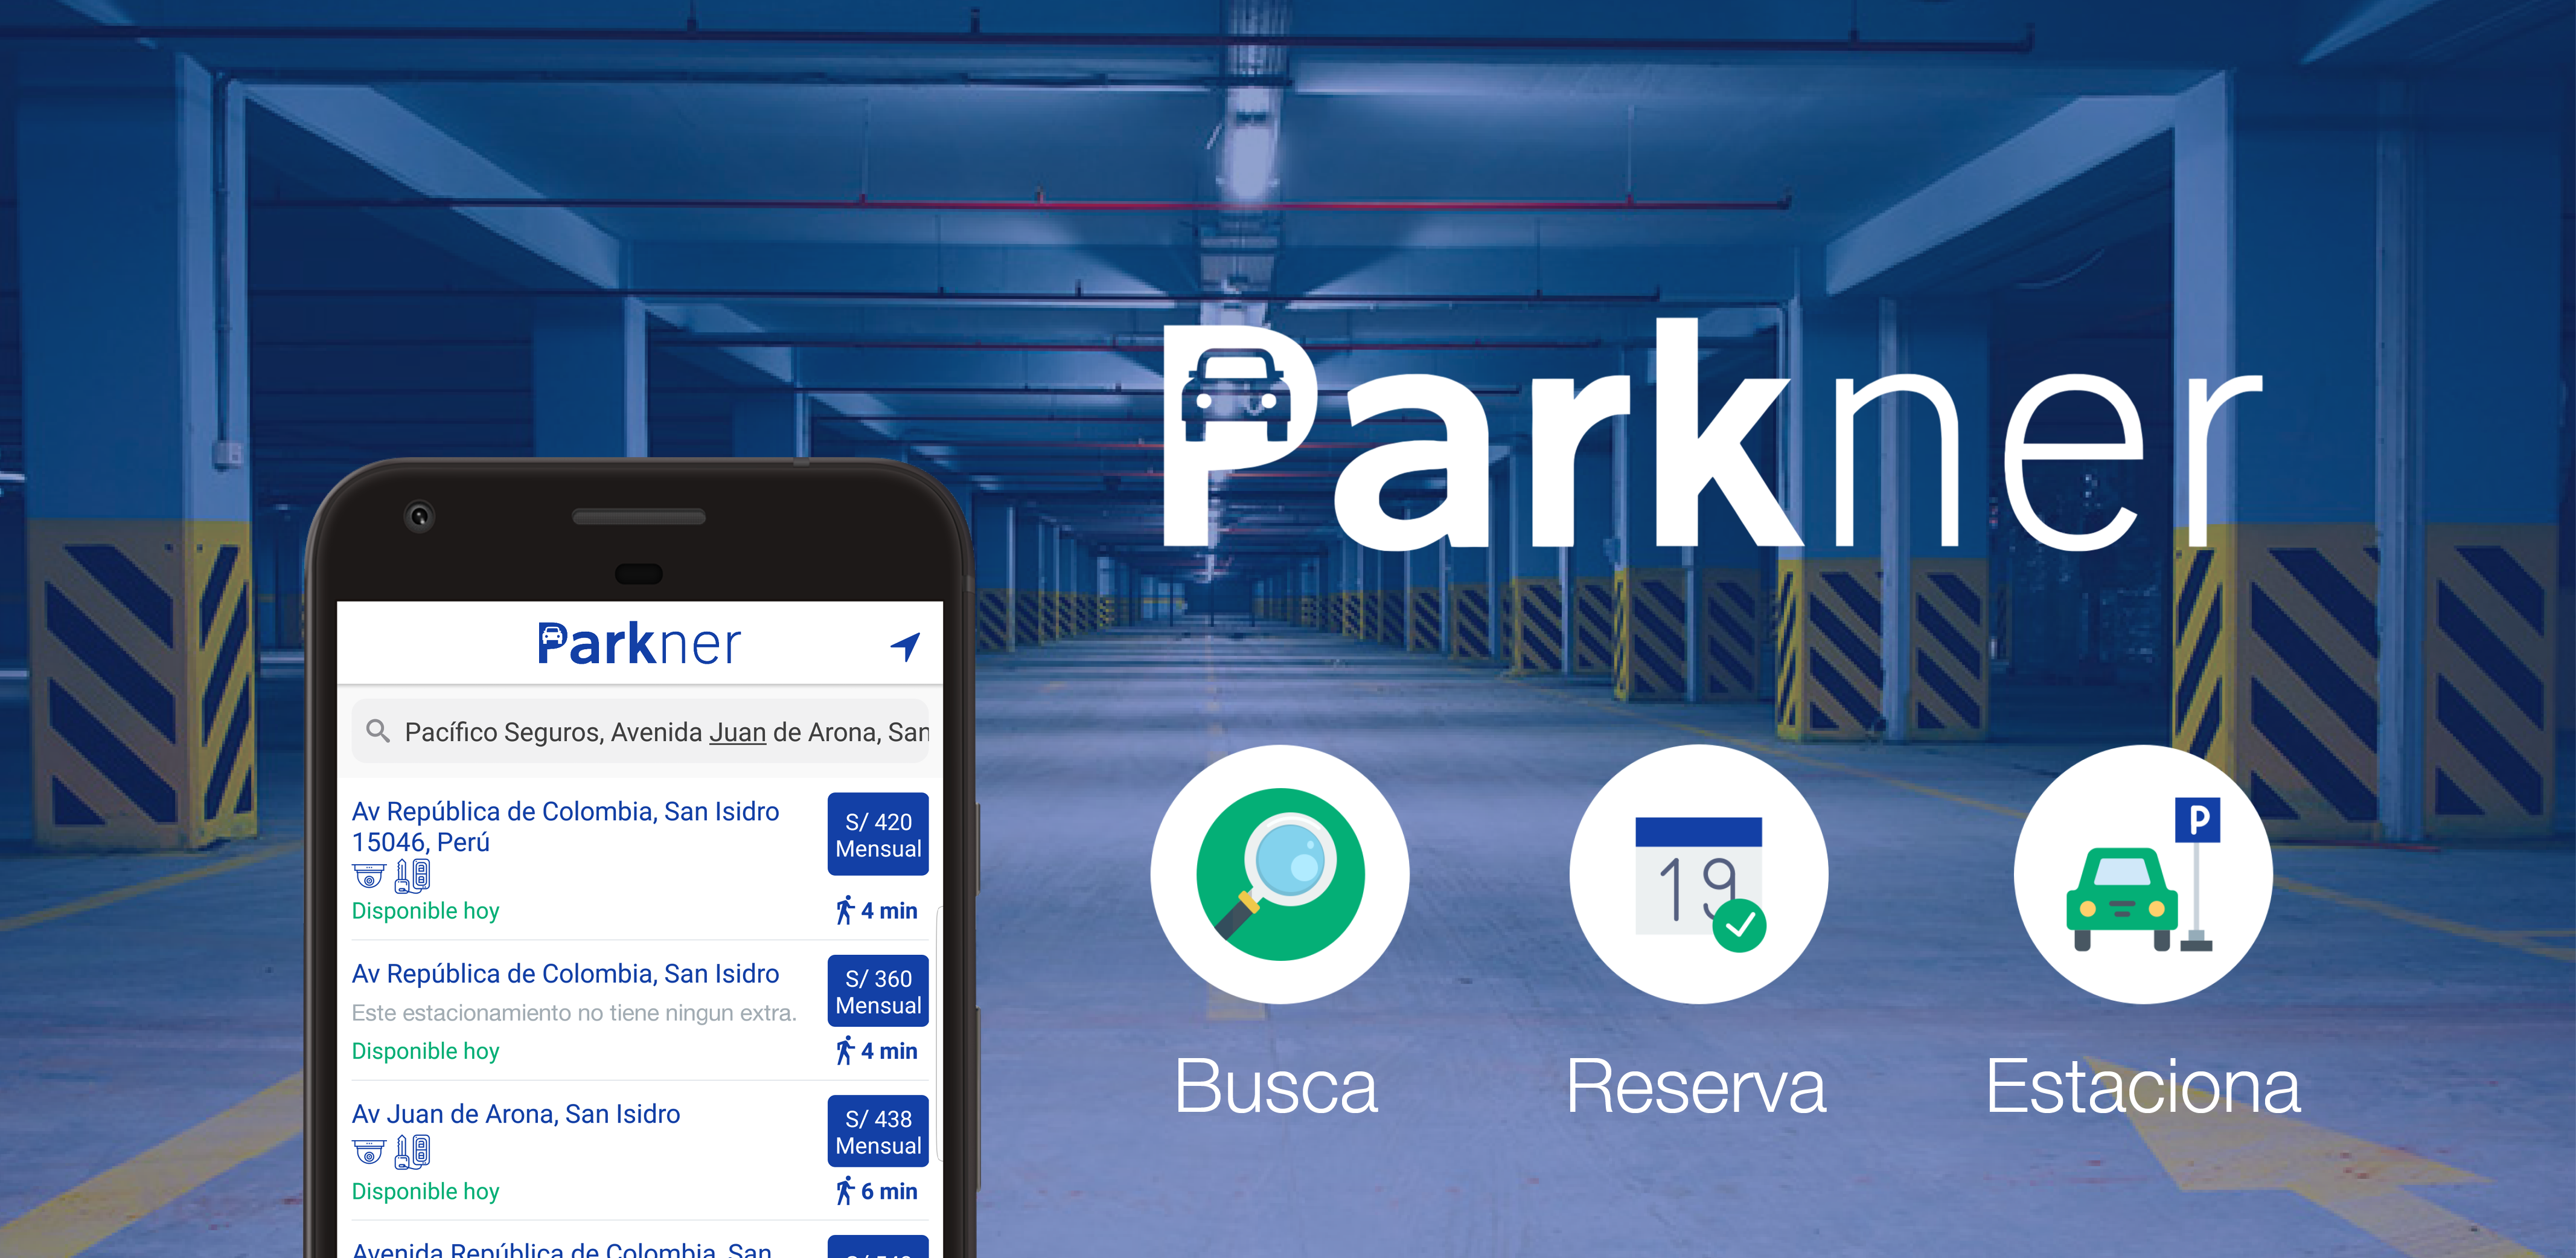 Parkner
Parkner
Pacífico Seguros, Avenida Juan de Arona, San
Av República de Colombia, San Isidro
15046, Perú
S/ 420
Mensual
Disponible hoy
4 min
Av República de Colombia, San Isidro
S/ 360
Mensual
Este estacionamiento no tiene ningun extra.
Disponible hoy
4 min
Av Juan de Arona, San Isidro
S/ 438
Mensual
Disponible hoy
6 min
Avenida República de Colombia, San
19
P
Busca
Reserva
Estaciona